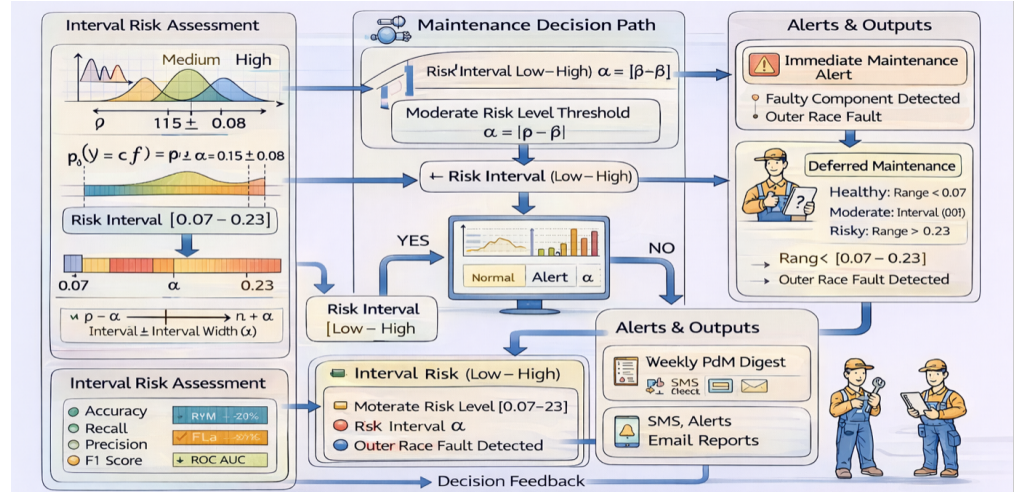 Interval Risk Assessment
Medium High
ρ 115 ± 0.08
α = 0.15 ± 0.08
Risk Interval [0.07 – 0.23]
0.07 α 0.23
ρ – α n + α
Interval ± Interval Width (α)
Interval Risk Assessment
Accuracy
Recall
Precision
F1 Score
RYM
FLa
ROC AUC
Maintenance Decision Path
Risk Interval Low – High) α = [β–β]
Moderate Risk Level Threshold
α = |ρ – β|
Risk Interval (Low – High)
YES
NO
Normal Alert α
Risk Interval
[Low – High
Interval Risk (Low – High)
Moterate Risk Level [0.07–23]
Risk Interval α
Outer Race Fault Detected
Decision Feedback
Alerts & Outputs
Immediate Maintenance
Alert
Faulty Component Detected
Outer Race Fault
Deferred Maintenance
?
Healthy: Range < 0.07
Moderate: Interval (001)
Risky: Range > 0.23
Rang< [0.07 – 0.23]
Outer Race Fault Detected
Alerts & Outputs
Weekly PdM Digest
SMS
SMS, Alerts
Email Reports